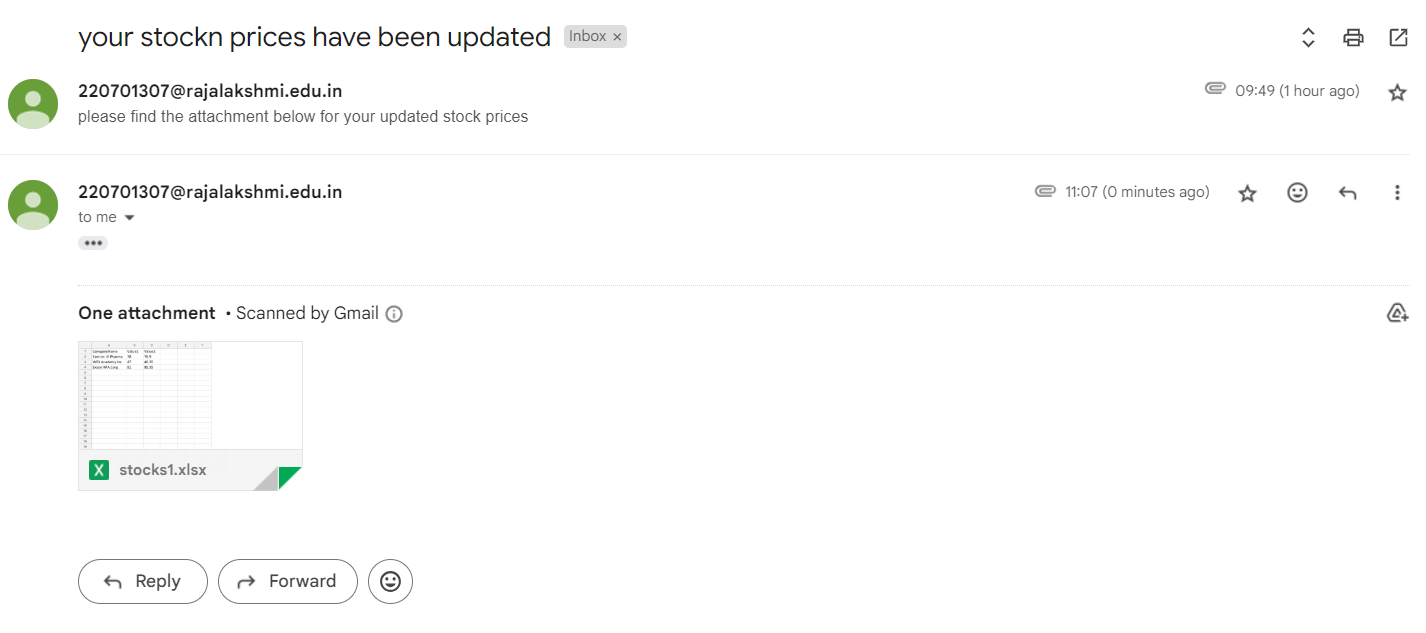 your stockn prices have been updated Inbox ×
220701307@rajalakshmi.edu.in 09:49 (1 hour ago)
please find the attachment below for your updated stock prices
220701307@rajalakshmi.edu.in 11:07 (0 minutes ago)
to me
One attachment • Scanned by Gmail
X stocks1.xlsx
Reply Forward